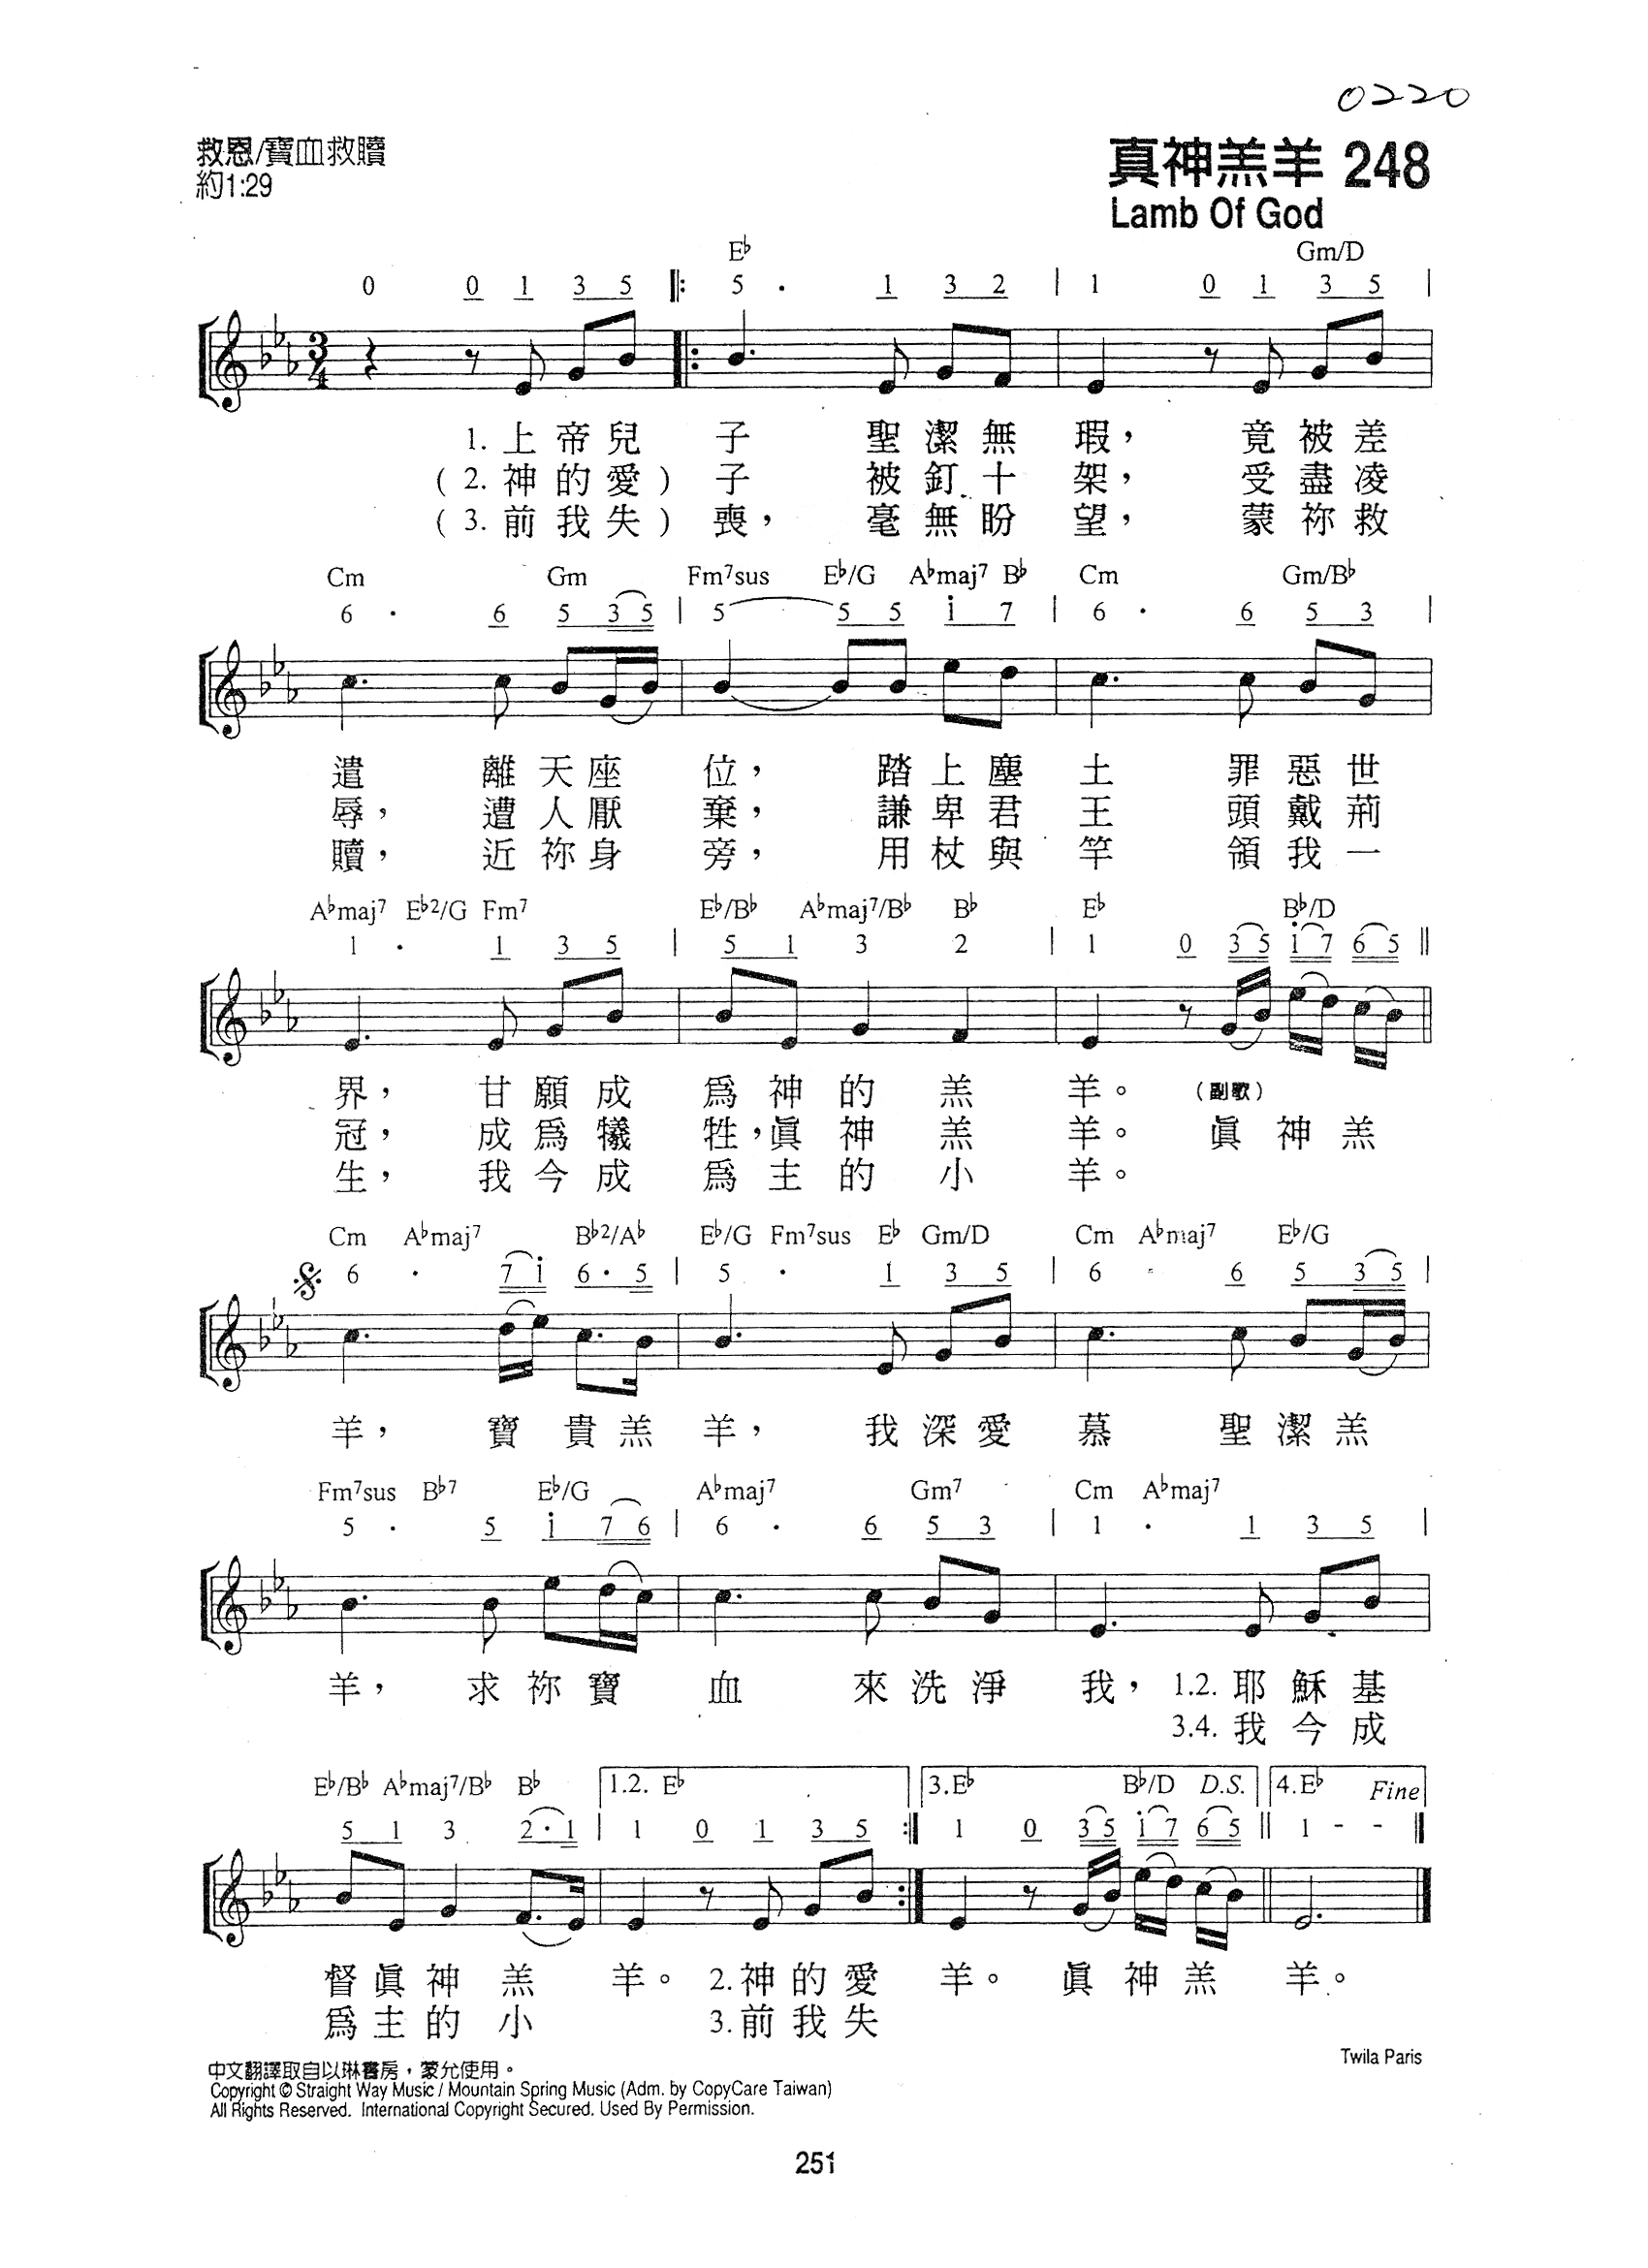 0220
救恩/寶血救贖
約1:29
真神羔羊 248
Lamb Of God
E♭ Gm/D
0 0 1 3 5 5 . 1 3 2 | 1 0 1 3 5 |
3/4
1. 上帝兒子 聖潔無瑕， 竟被差
(2. 神的愛) 子 被釘十架， 受盡凌
(3. 前我失) 喪， 毫無盼望， 蒙祢救
Cm Gm Fm7sus E♭/G A♭maj7 B♭ Cm Gm/B♭
6 . 6 5 3 5 | 5 5 5 i 7 | 6 . 6 5 3 |
遣 離天座位， 踏上塵土 罪惡世
辱， 遭人厭棄， 謙卑君王 頭戴荊
贖， 近祢身旁， 用杖與竿 領我一
A♭maj7 E♭2/G Fm7 E♭/B♭ A♭maj7/B♭ B♭ E♭ B♭/D
1 . 1 3 5 | 5 1 3 2 | 1 0 3 5 i 7 6 5 ||
界， 甘願成爲神的羔羊。 (副歌)
冠， 成爲犧牲，眞神羔羊。 眞神羔
生， 我今成爲主的小羊。
Cm A♭maj7 B♭2/A♭ E♭/G Fm7sus E♭ Gm/D Cm A♭maj7 E♭/G
6 . 7 i 6 . 5 | 5 . 1 3 5 | 6 . 6 5 3 5 |
羊， 寶貴羔羊， 我深愛慕 聖潔羔
Fm7sus B♭7 E♭/G A♭maj7 Gm7 Cm A♭maj7
5 . 5 i 7 6 | 6 . 6 5 3 | 1 . 1 3 5 |
羊， 求祢寶血 來洗淨我， 1.2. 耶穌基
3.4. 我今成
E♭/B♭ A♭maj7/B♭ B♭ 1.2. E♭ 3.E♭ B♭/D D.S. 4.E♭ Fine
5 1 3 2 . 1 | 1 0 1 3 5 :| 1 0 3 5 i 7 6 5 || 1 - - ||
督眞神羔羊。 2.神的愛 羊。 眞神羔羊。
爲主的小 3.前我失
Twila Paris
中文翻譯取自以琳書房，蒙允使用。
Copyright © Straight Way Music / Mountain Spring Music (Adm. by CopyCare Taiwan)
All Rights Reserved. International Copyright Secured. Used By Permission.
251